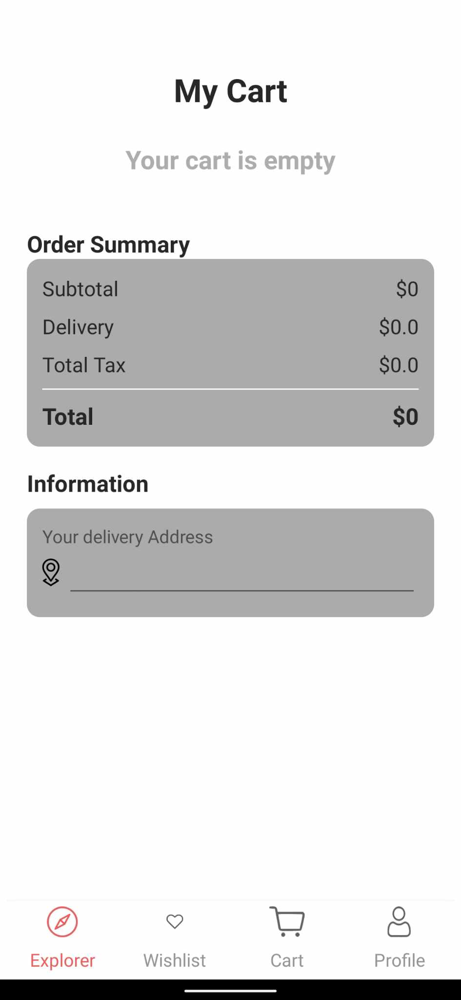 My Cart
Your cart is empty
Order Summary
Subtotal $0
Delivery $0.0
Total Tax $0.0
Total $0
Information
Your delivery Address
Explorer Wishlist Cart Profile